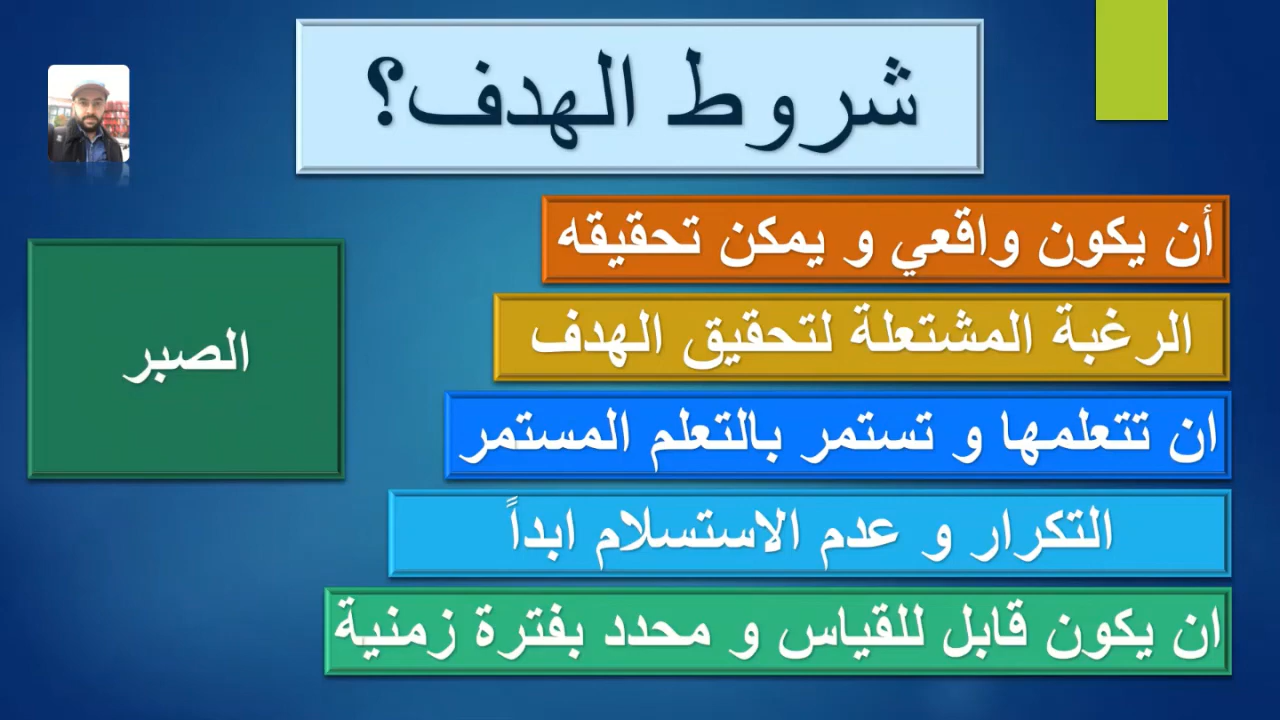 شروط الهدف؟
أن يكون واقعي و يمكن تحقيقه
الرغبة المشتعلة لتحقيق الهدف
ان تتعلمها و تستمر بالتعلم المستمر
التكرار و عدم الاستسلام ابداً
ان يكون قابل للقياس و محدد بفترة زمنية
الصبر